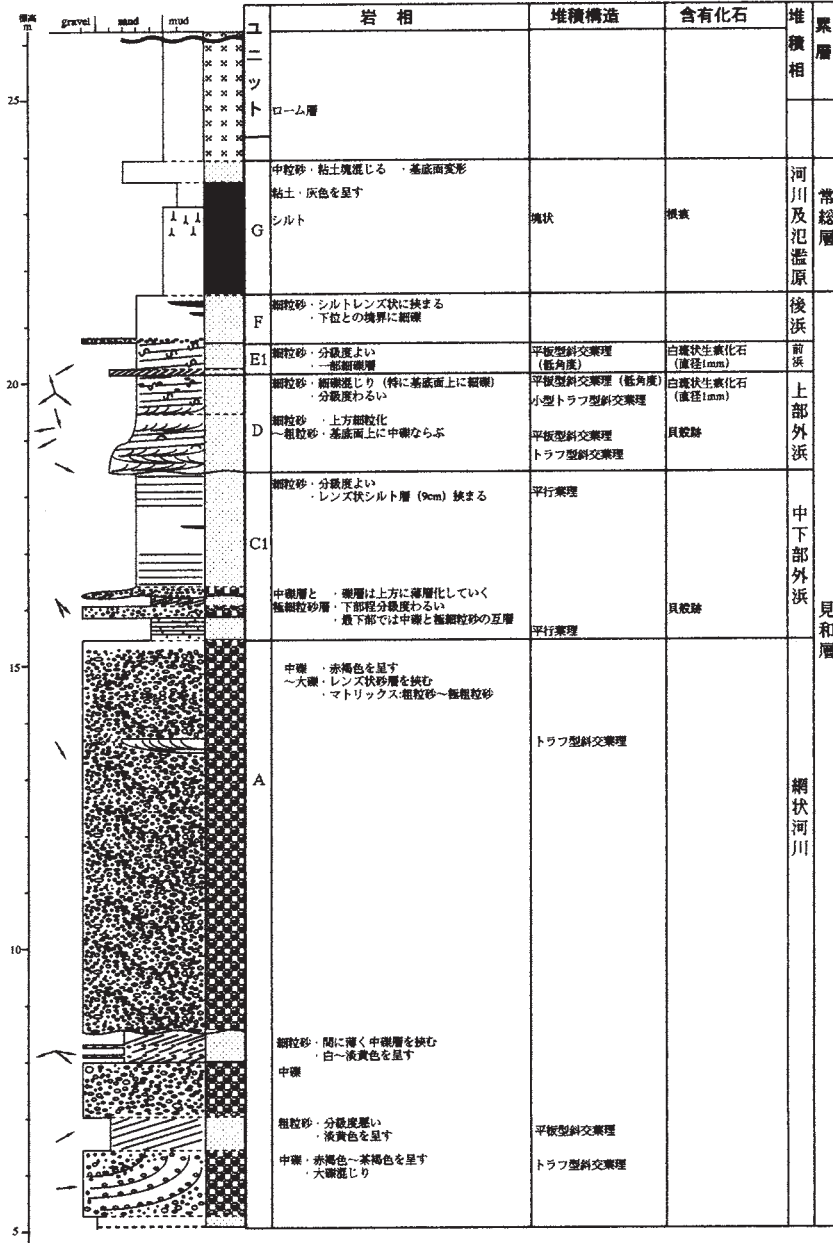 標高
m
gravel sand mud
ユニット
岩 相
堆積構造
含有化石
堆積相
累層
25
ローム層
中粒砂・粘土塊混じる ・基底面変形
粘土・灰色を呈す
シルト
塊状
根痕
G
河川及氾濫原
常総層
細粒砂・シルトレンズ状に挟まる
・下位との境界に細礫
F
後浜
細粒砂・分級度よい
・一部細礫層
平板型斜交葉理
(低角度)
白斑状生痕化石
(直径1mm)
E1
前浜
20
細粒砂・細礫混じり (特に基底面上に細礫)
・分級度わるい
平板型斜交葉理 (低角度)
小型トラフ型斜交葉理
白斑状生痕化石
(直径1mm)
D
細粒砂 ・上方細粒化
〜粗粒砂・基底面上に中礫ならぶ
平板型斜交葉理
トラフ型斜交葉理
貝殻跡
上部外浜
細粒砂・分級度よい
・レンズ状シルト層 (9cm) 挟まる
平行葉理
C1
中礫層と ・礫層は上方に薄層化していく
極細粒砂層・下部程分級度わるい
・最下部では中礫と極細粒砂の互層
貝殻跡
平行葉理
中下部外浜
見和層
15
中礫 ・赤褐色を呈す
〜大礫・レンズ状砂層を挟む
・マトリックス:粗粒砂〜極粗粒砂
トラフ型斜交葉理
A
網状河川
10
細粒砂・間に薄く中礫層を挟む
・白〜淡黄色を呈す
中礫
粗粒砂・分級度悪い
・淡黄色を呈す
平板型斜交葉理
中礫・赤褐色〜茶褐色を呈す
・大礫混じり
トラフ型斜交葉理
5